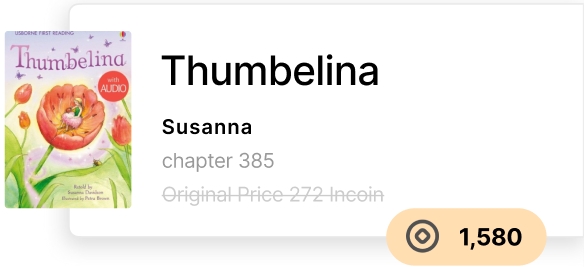 USBORNE FIRST READING
Thumbelina
with
AUDIO
Retold by
Susanna Davidson
Illustrated by Petra Brown
Thumbelina
Susanna
chapter 385
Original Price 272 Incoin
1,580